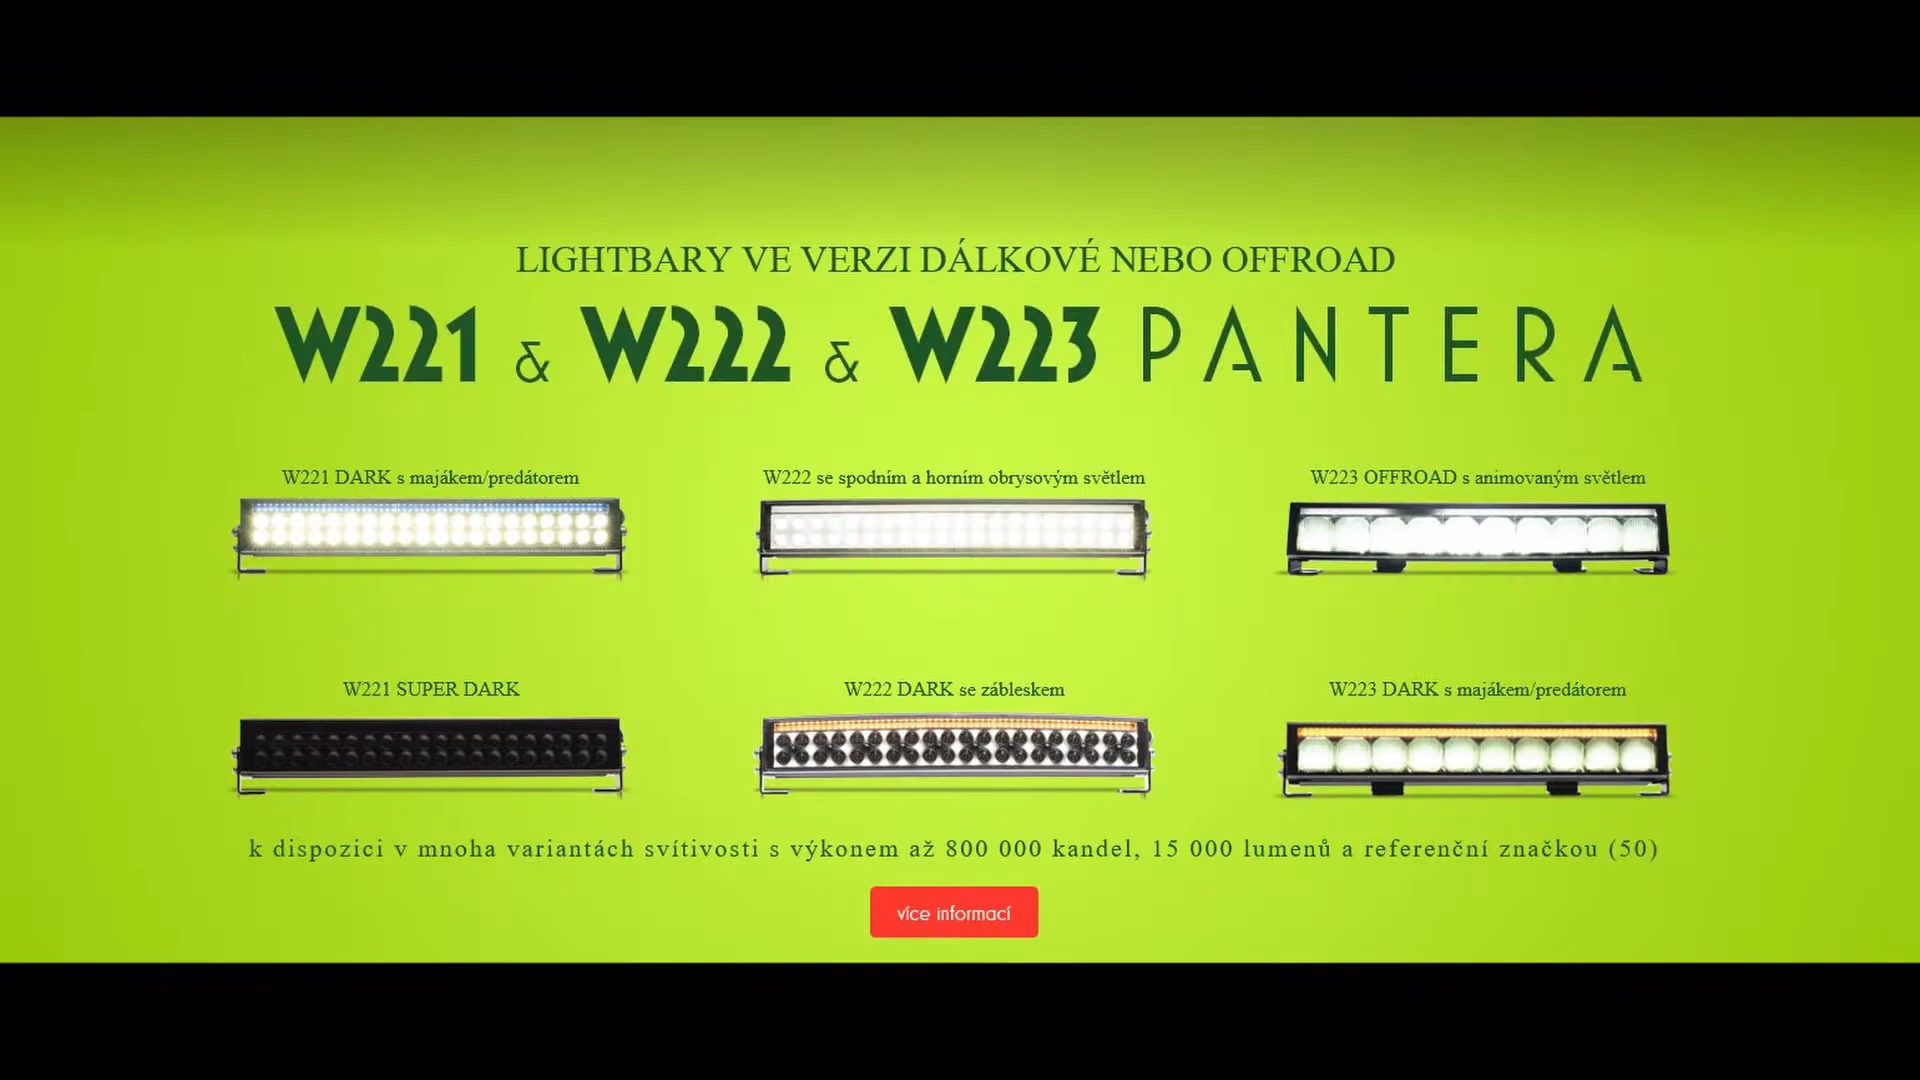 LIGHTBARY VE VERZI DÁLKOVÉ NEBO OFFROAD
W221 & W222 & W223 PANTERA
W221 DARK s majákem/predátorem
W222 se spodním a horním obrysovým světlem
W223 OFFROAD s animovaným světlem
W221 SUPER DARK
W222 DARK se zábleskem
W223 DARK s majákem/predátorem
k dispozici v mnoha variantách svítivosti s výkonem až 800 000 kandel, 15 000 lumenů a referenční značkou (50)
více informací